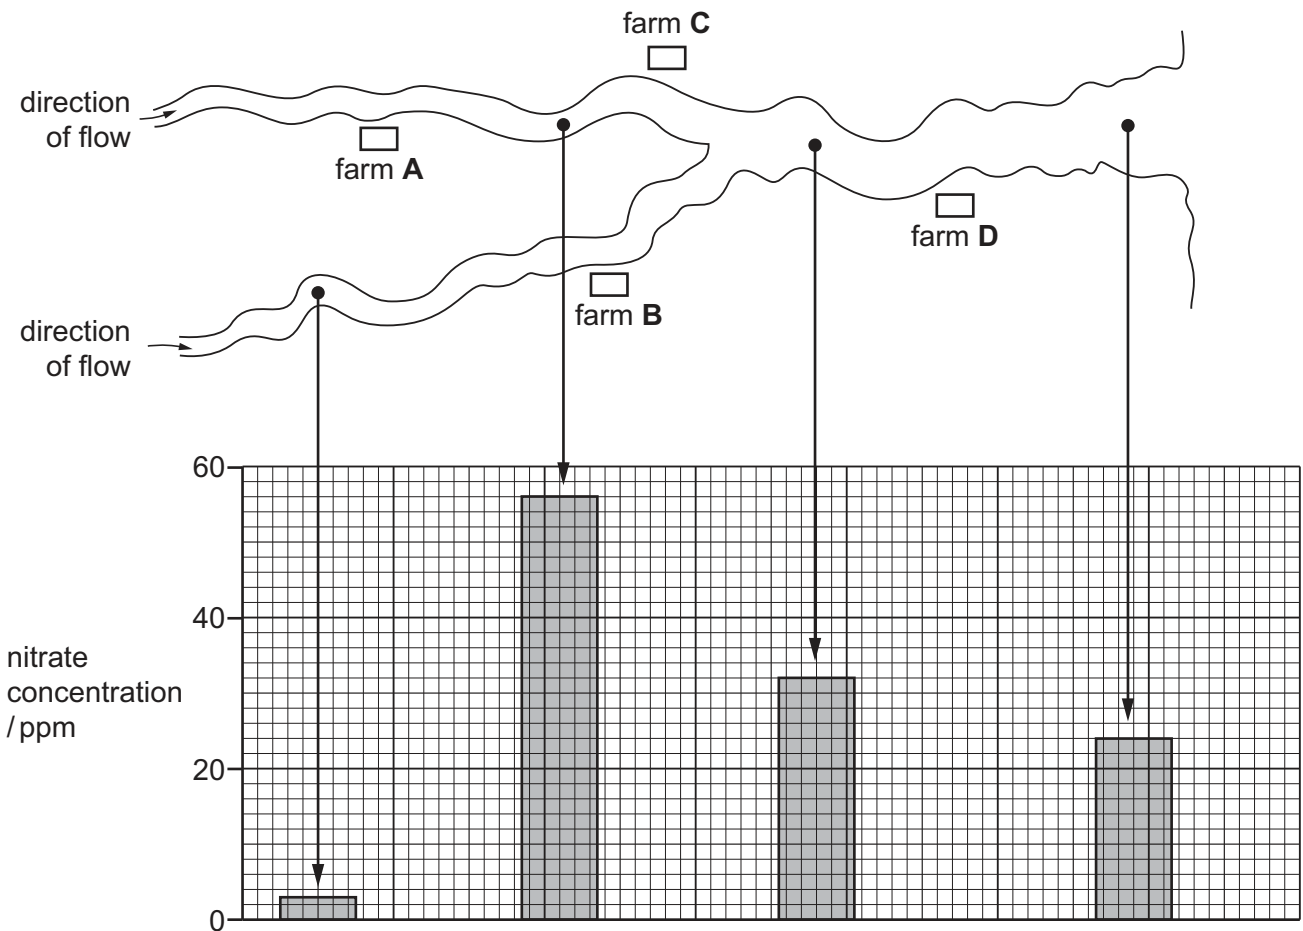 farm C
direction
of flow
farm A
farm D
farm B
direction
of flow
60
40
nitrate
concentration
/ ppm
20
0